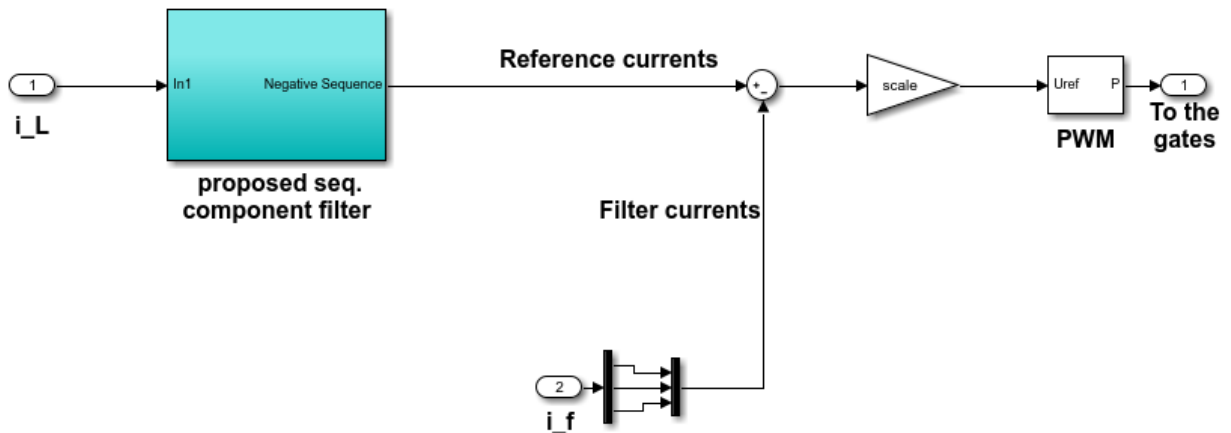 1
i_L
In1
Negative Sequence
proposed seq.
component filter
Reference currents
+
-
scale
Uref
P
PWM
1
To the
gates
Filter currents
2
i_f